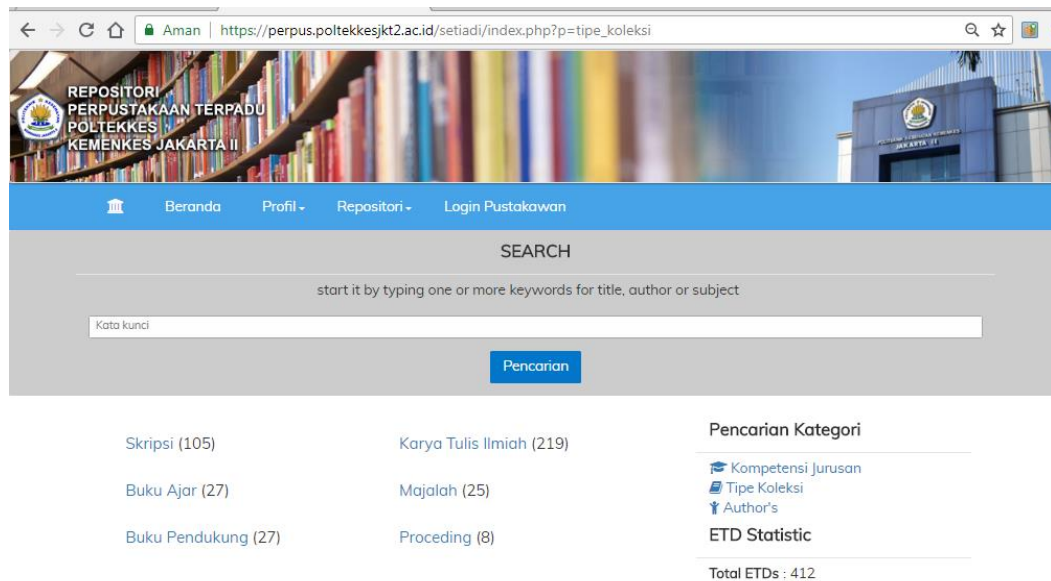 Aman | https://perpus.poltekkesjkt2.ac.id/setiadi/index.php?p=tipe_koleksi
REPOSITORI
PERPUSTAKAAN TERPADU
POLTEKKES
KEMENKES JAKARTA II
JAKARTA II
Beranda Profil Repositori Login Pustakawan
SEARCH
start it by typing one or more keywords for title, author or subject
Kata kunci
Pencarian
Skripsi (105) Karya Tulis Ilmiah (219)
Buku Ajar (27) Majalah (25)
Buku Pendukung (27) Proceding (8)
Pencarian Kategori
Kompetensi Jurusan
Tipe Koleksi
Author's
ETD Statistic
Total ETDs : 412